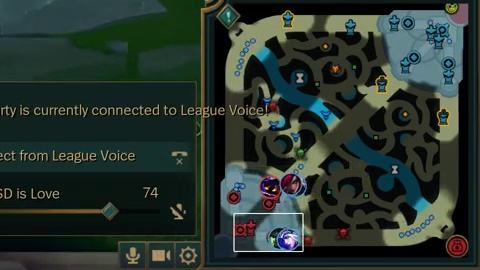 rty is currently connected to League Voice!
ect from League Voice
SD is Love
74